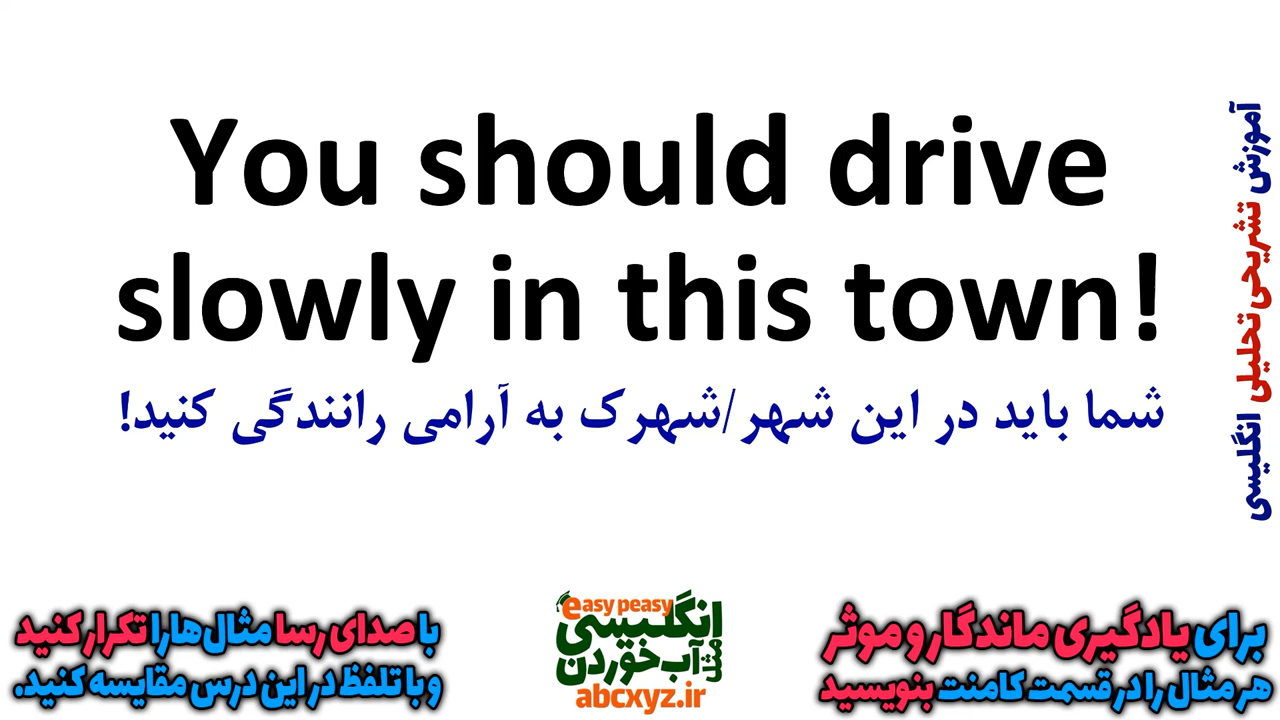 You should drive
slowly in this town!
شما باید در این شهر/شهرک به آرامی رانندگی کنید!
آموزش تشریحی تحلیلی انگلیسی
برای یادگیری ماندگار و موثر
هر مثال را در قسمت کامنت بنویسید
easy peasy
انگلیسی
مثل آب خوردن
abcxyz.ir
با صدای رسا مثال‌ها را تکرار کنید
و با تلفظ در این درس مقایسه کنید.